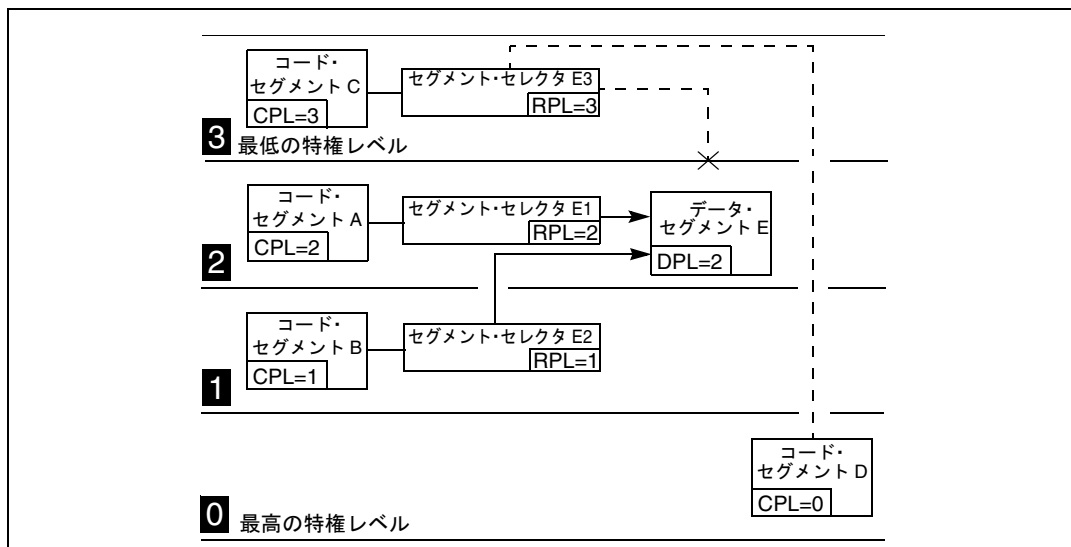 コード・
セグメント C
CPL=3
セグメント・セレクタ E3
RPL=3
3 最低の特権レベル
コード・
セグメント A
CPL=2
セグメント・セレクタ E1
RPL=2
データ・
セグメント E
DPL=2
2
コード・
セグメント B
CPL=1
セグメント・セレクタ E2
RPL=1
1
コード・
セグメント D
CPL=0
0 最高の特権レベル